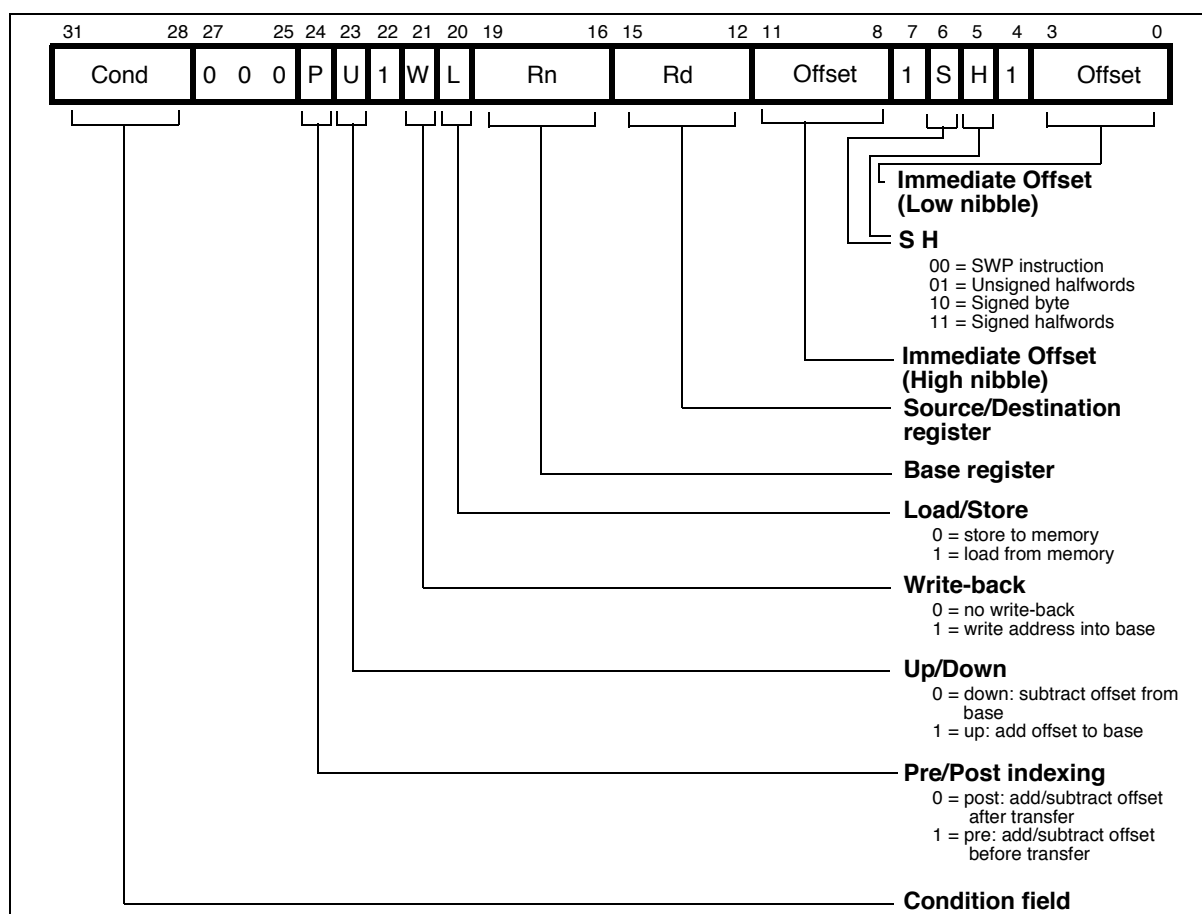 31 28 27 25 24 23 22 21 20 19 16 15 12 11 8 7 6 5 4 3 0
Cond 0 0 0 P U 1 W L Rn Rd Offset 1 S H 1 Offset
Immediate Offset
(Low nibble)
S H
00 = SWP instruction
01 = Unsigned halfwords
10 = Signed byte
11 = Signed halfwords
Immediate Offset
(High nibble)
Source/Destination
register
Base register
Load/Store
0 = store to memory
1 = load from memory
Write-back
0 = no write-back
1 = write address into base
Up/Down
0 = down: subtract offset from
base
1 = up: add offset to base
Pre/Post indexing
0 = post: add/subtract offset
after transfer
1 = pre: add/subtract offset
before transfer
Condition field